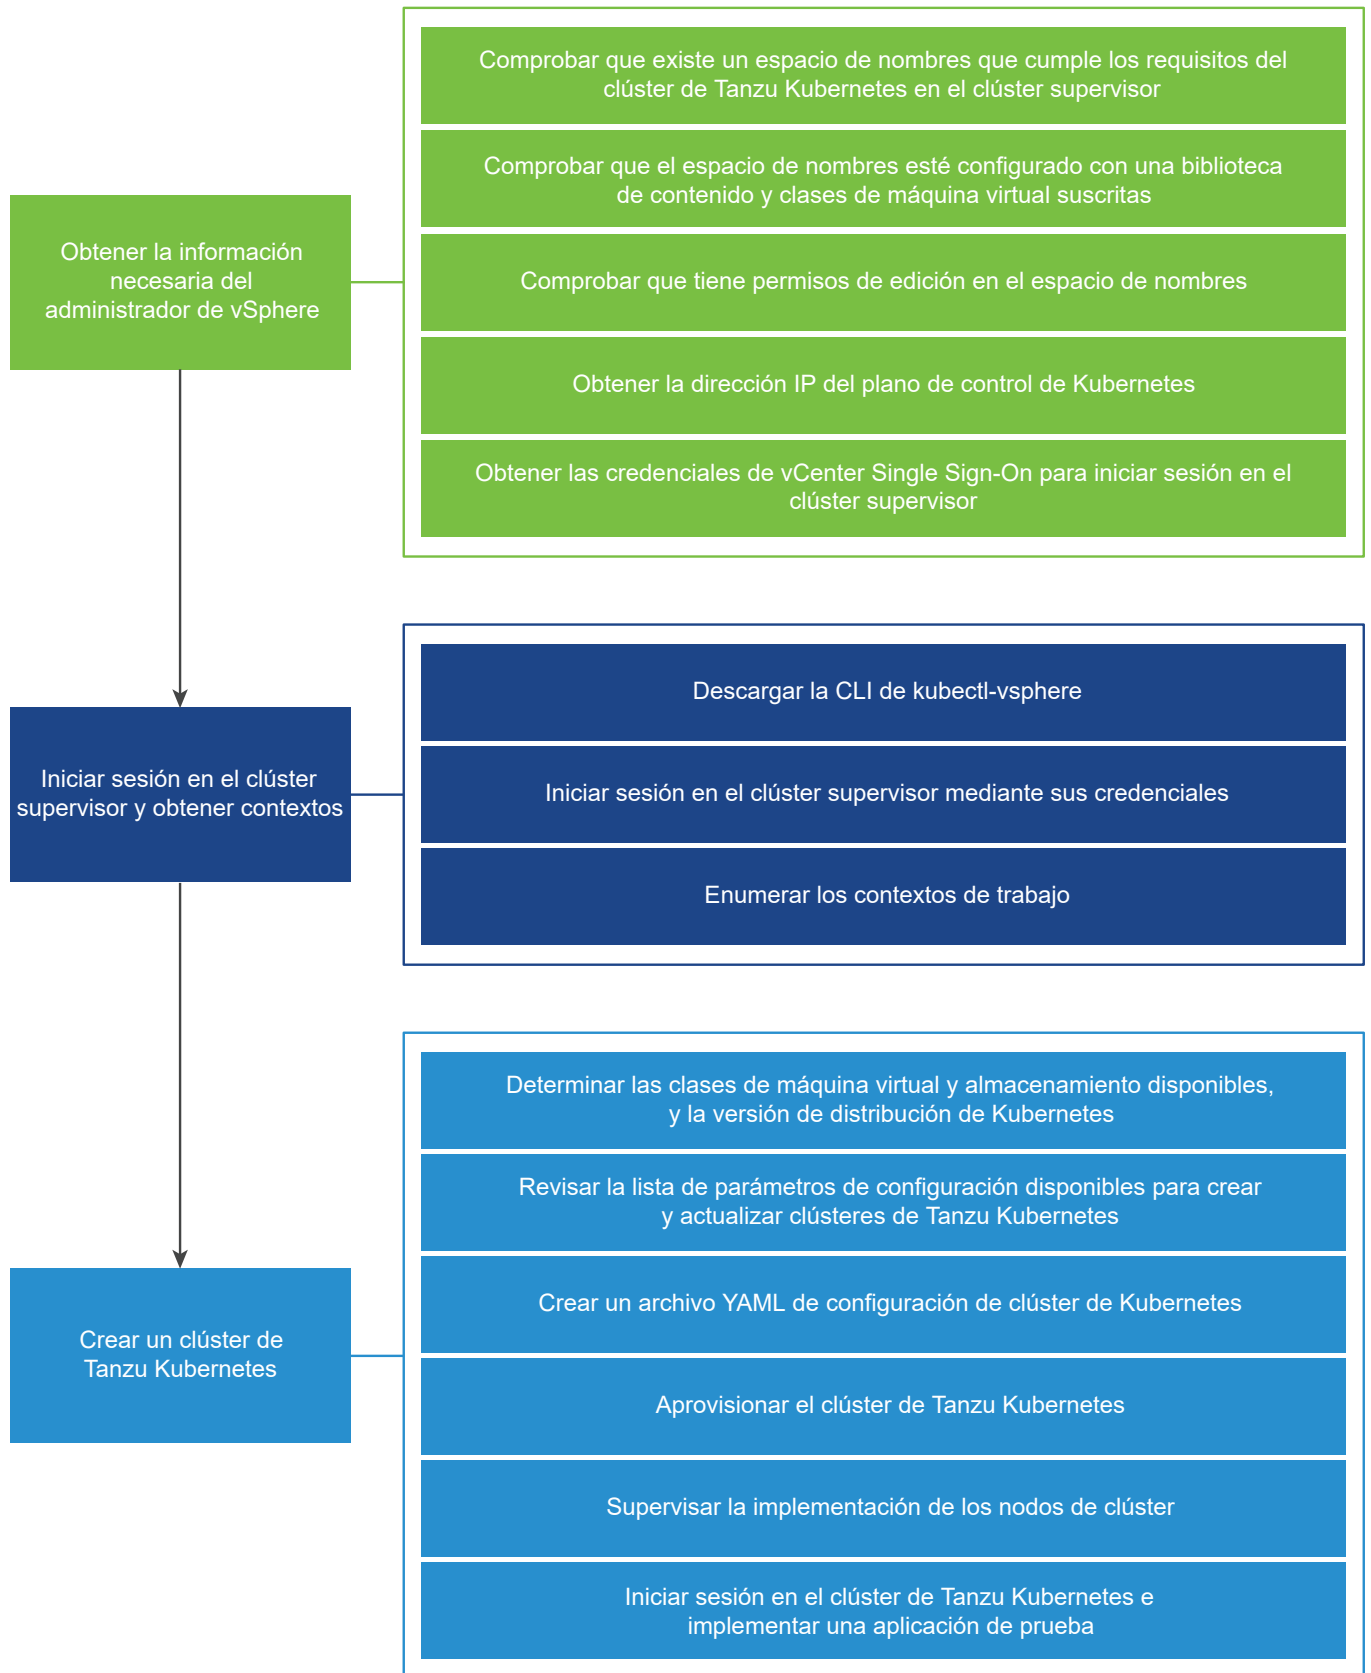 Obtener la información
necesaria del
administrador de vSphere
Comprobar que existe un espacio de nombres que cumple los requisitos del
clúster de Tanzu Kubernetes en el clúster supervisor
Comprobar que el espacio de nombres esté configurado con una biblioteca
de contenido y clases de máquina virtual suscritas
Comprobar que tiene permisos de edición en el espacio de nombres
Obtener la dirección IP del plano de control de Kubernetes
Obtener las credenciales de vCenter Single Sign-On para iniciar sesión en el
clúster supervisor
Iniciar sesión en el clúster
supervisor y obtener contextos
Descargar la CLI de kubectl-vsphere
Iniciar sesión en el clúster supervisor mediante sus credenciales
Enumerar los contextos de trabajo
Crear un clúster de
Tanzu Kubernetes
Determinar las clases de máquina virtual y almacenamiento disponibles,
y la versión de distribución de Kubernetes
Revisar la lista de parámetros de configuración disponibles para crear
y actualizar clústeres de Tanzu Kubernetes
Crear un archivo YAML de configuración de clúster de Kubernetes
Aprovisionar el clúster de Tanzu Kubernetes
Supervisar la implementación de los nodos de clúster
Iniciar sesión en el clúster de Tanzu Kubernetes e
implementar una aplicación de prueba